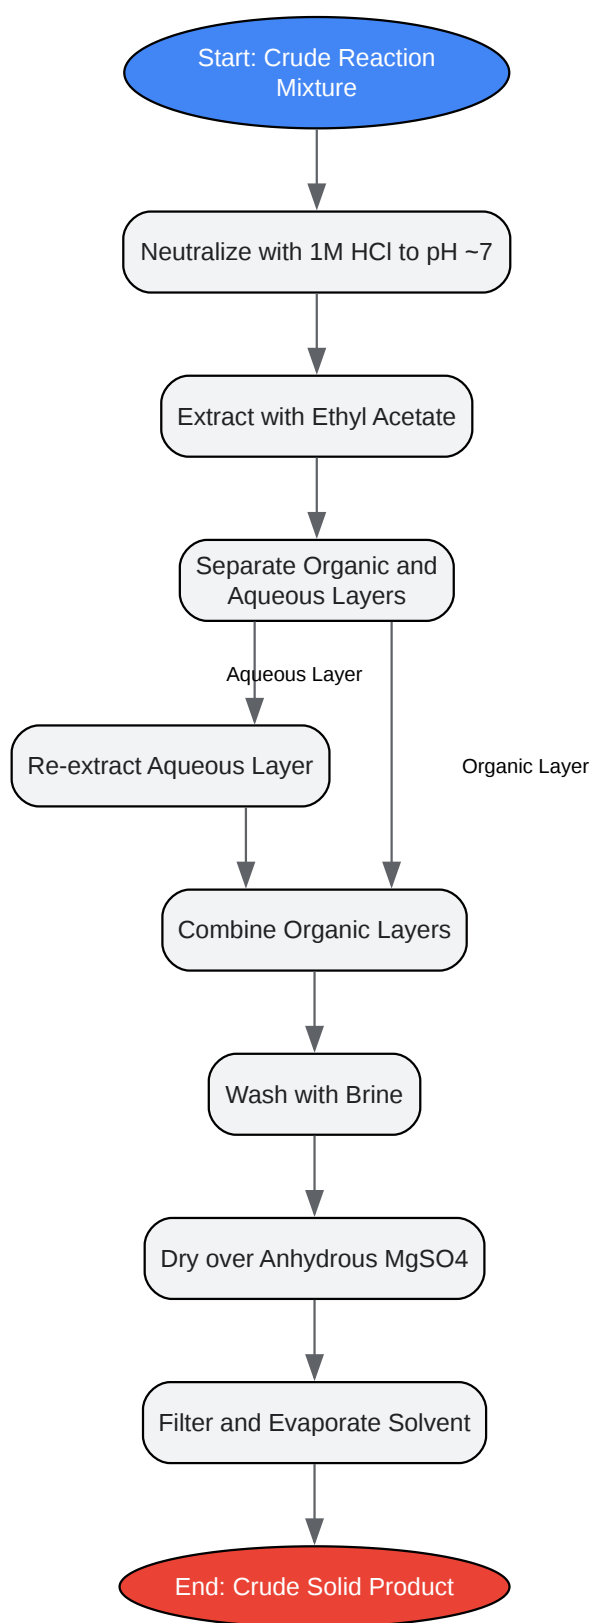 Start: Crude Reaction
Mixture
Neutralize with 1M HCl to pH ~7
Extract with Ethyl Acetate
Separate Organic and
Aqueous Layers
Aqueous Layer
Re-extract Aqueous Layer
Organic Layer
Combine Organic Layers
Wash with Brine
Dry over Anhydrous MgSO4
Filter and Evaporate Solvent
End: Crude Solid Product